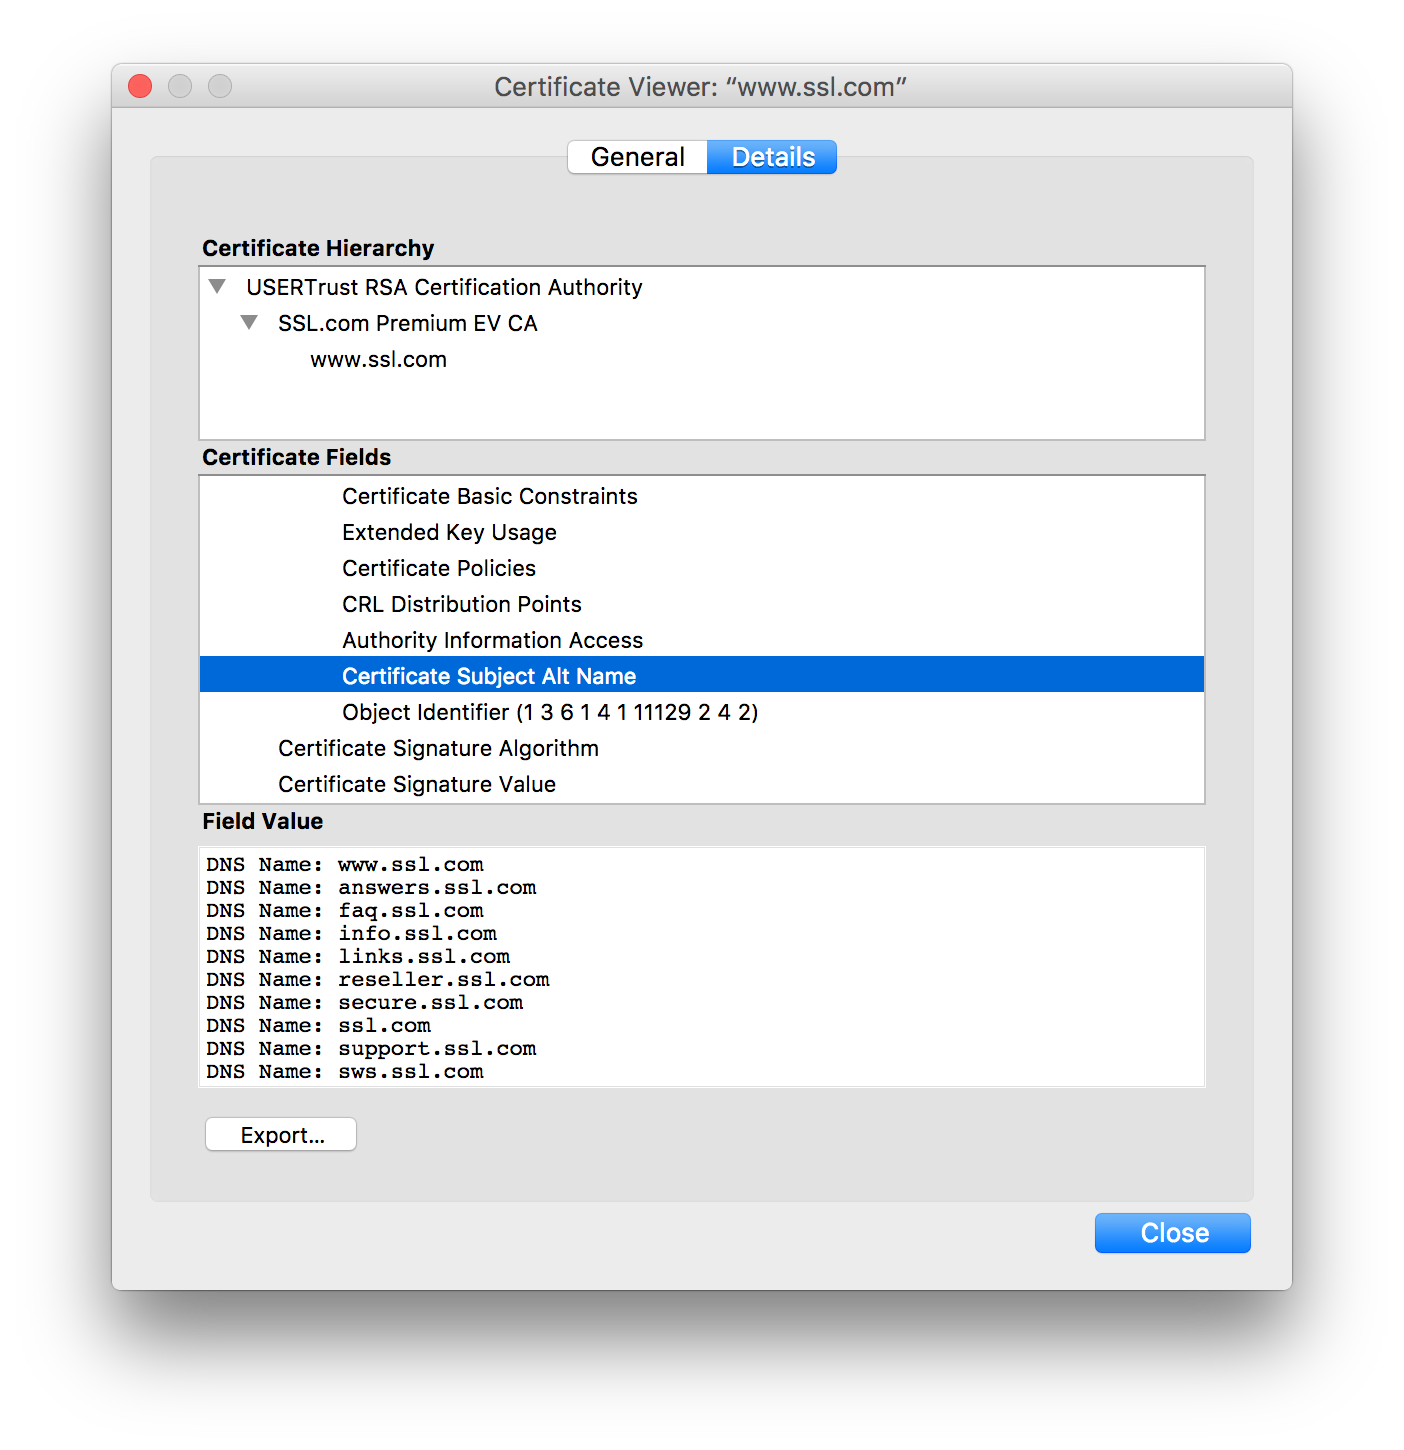 Certificate Viewer: “www.ssl.com”
General Details
Certificate Hierarchy
USERTrust RSA Certification Authority
SSL.com Premium EV CA
www.ssl.com
Certificate Fields
Certificate Basic Constraints
Extended Key Usage
Certificate Policies
CRL Distribution Points
Authority Information Access
Certificate Subject Alt Name
Object Identifier (1 3 6 1 4 1 11129 2 4 2)
Certificate Signature Algorithm
Certificate Signature Value
Field Value
DNS Name: www.ssl.com
DNS Name: answers.ssl.com
DNS Name: faq.ssl.com
DNS Name: info.ssl.com
DNS Name: links.ssl.com
DNS Name: reseller.ssl.com
DNS Name: secure.ssl.com
DNS Name: ssl.com
DNS Name: support.ssl.com
DNS Name: sws.ssl.com
Export...
Close